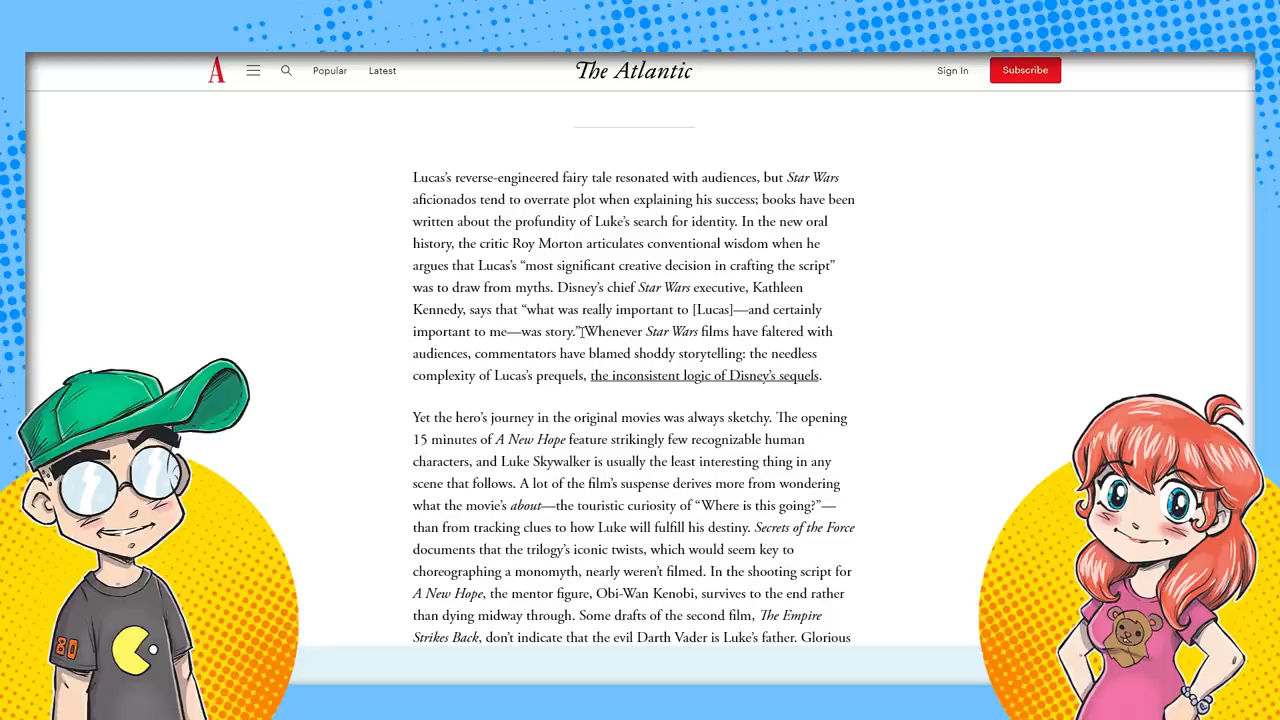 A
Popular
Latest
The Atlantic
Sign In
Subscribe
Lucas’s reverse-engineered fairy tale resonated with audiences, but Star Wars
aficionados tend to overrate plot when explaining his success; books have been
written about the profundity of Luke’s search for identity. In the new oral
history, the critic Roy Morton articulates conventional wisdom when he
argues that Lucas’s “most significant creative decision in crafting the script”
was to draw from myths. Disney’s chief Star Wars executive, Kathleen
Kennedy, says that “what was really important to [Lucas]—and certainly
important to me—was story.” Whenever Star Wars films have faltered with
audiences, commentators have blamed shoddy storytelling: the needless
complexity of Lucas’s prequels, the inconsistent logic of Disney’s sequels.
Yet the hero’s journey in the original movies was always sketchy. The opening
15 minutes of A New Hope feature strikingly few recognizable human
characters, and Luke Skywalker is usually the least interesting thing in any
scene that follows. A lot of the film’s suspense derives more from wondering
what the movie’s about—the touristic curiosity of “Where is this going?”—
than from tracking clues to how Luke will fulfill his destiny. Secrets of the Force
documents that the trilogy’s iconic twists, which would seem key to
choreographing a monomyth, nearly weren’t filmed. In the shooting script for
A New Hope, the mentor figure, Obi-Wan Kenobi, survives to the end rather
than dying midway through. Some drafts of the second film, The Empire
Strikes Back, don’t indicate that the evil Darth Vader is Luke’s father. Glorious
80